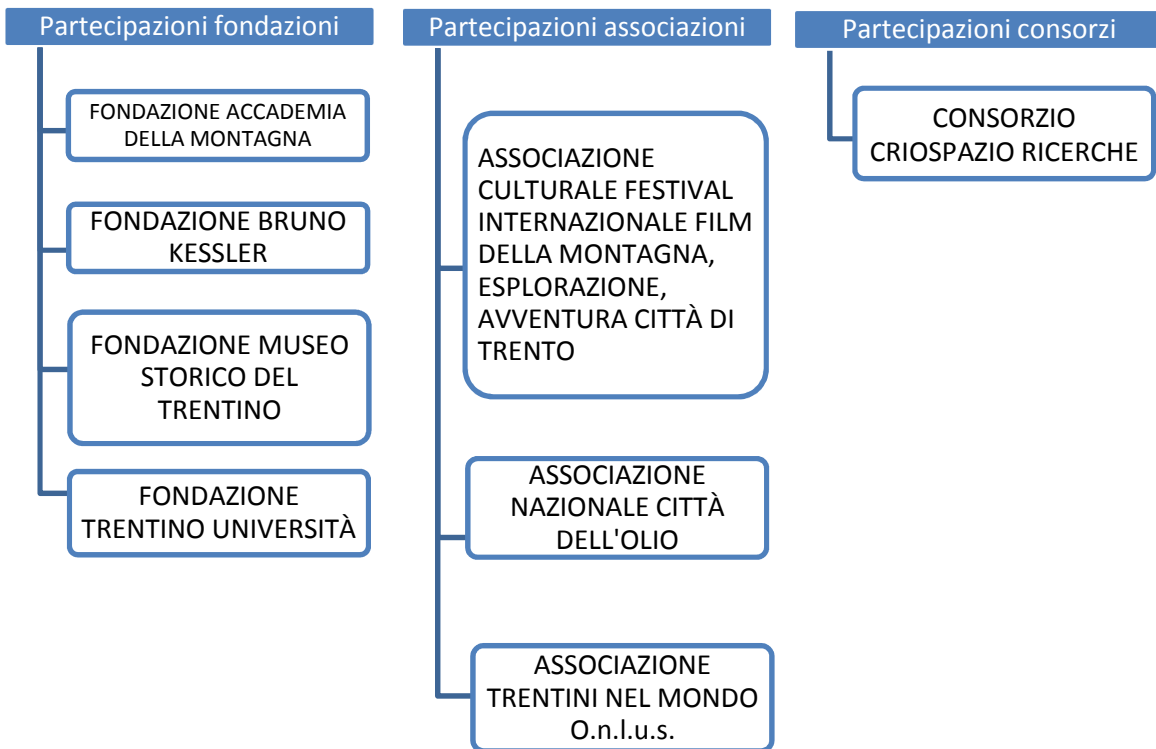 Partecipazioni fondazioni
FONDAZIONE ACCADEMIA
DELLA MONTAGNA
FONDAZIONE BRUNO
KESSLER
FONDAZIONE MUSEO
STORICO DEL
TRENTINO
FONDAZIONE
TRENTINO UNIVERSITÀ
Partecipazioni associazioni
ASSOCIAZIONE
CULTURALE FESTIVAL
INTERNAZIONALE FILM
DELLA MONTAGNA,
ESPLORAZIONE,
AVVENTURA CITTÀ DI
TRENTO
ASSOCIAZIONE
NAZIONALE CITTÀ
DELL'OLIO
ASSOCIAZIONE
TRENTINI NEL MONDO
O.n.l.u.s.
Partecipazioni consorzi
CONSORZIO
CRIOSPAZIO RICERCHE